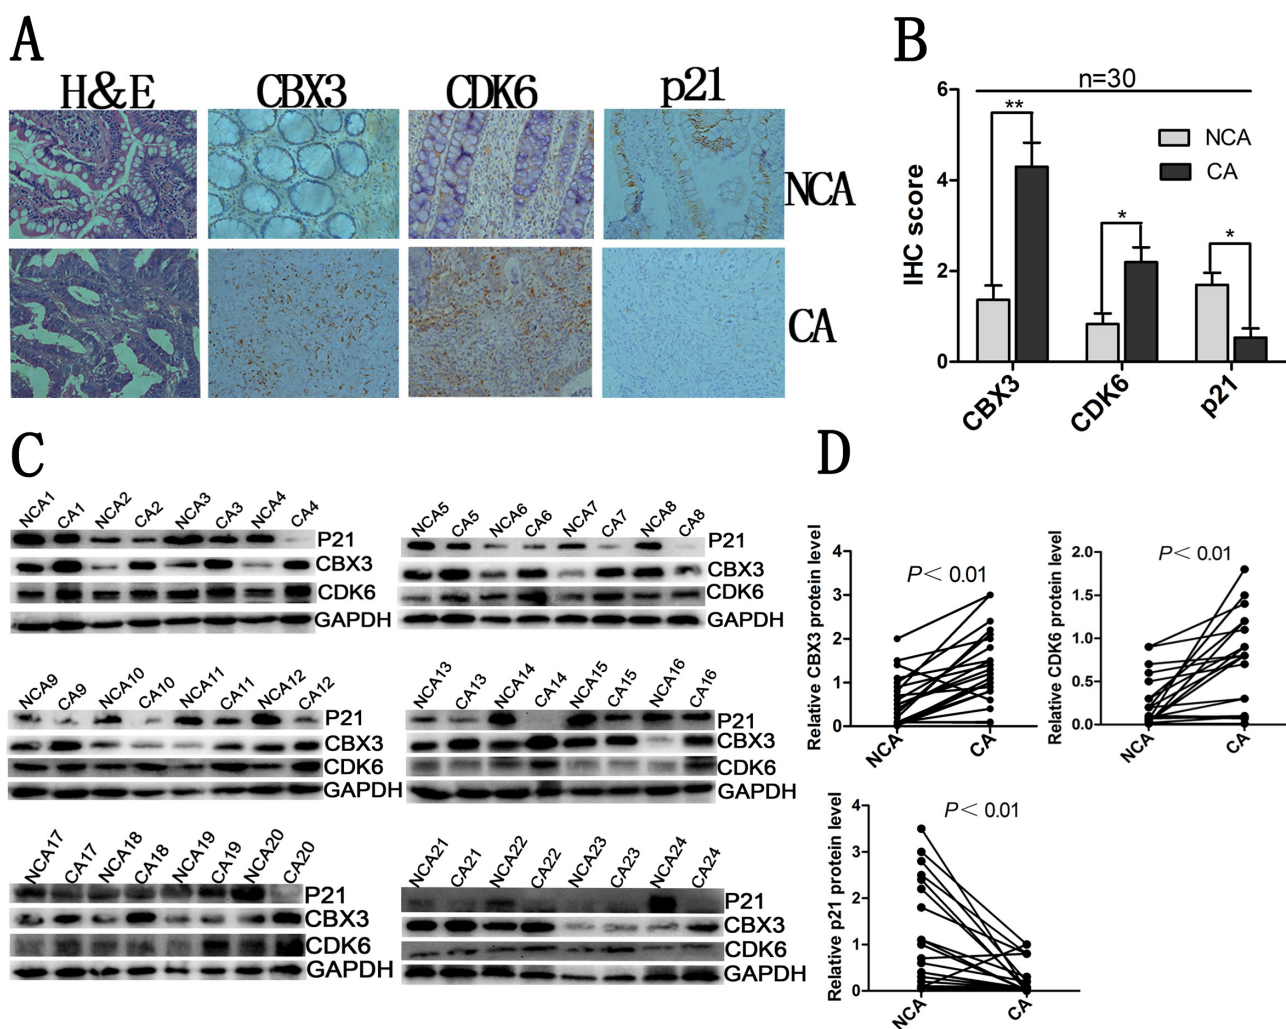 A
H&E CBX3 CDK6 p21
NCA
CA
B
n=30
** * *
NCA
CA
IHC score
6
4
2
0
CBX3 CDK6 p21
C
NCA1 CA1 NCA2 CA2 NCA3 CA3 NCA4 CA4
P21
CBX3
CDK6
GAPDH
NCA5 CA5 NCA6 CA6 NCA7 CA7 NCA8 CA8
P21
CBX3
CDK6
GAPDH
NCA9 CA9 NCA10 CA10 NCA11 CA11 NCA12 CA12
P21
CBX3
CDK6
GAPDH
NCA13 CA13 NCA14 CA14 NCA15 CA15 NCA16 CA16
P21
CBX3
CDK6
GAPDH
NCA17 CA17 NCA18 CA18 NCA19 CA19 NCA20 CA20
P21
CBX3
CDK6
GAPDH
NCA21 CA21 NCA22 CA22 NCA23 CA23 NCA24 CA24
P21
CBX3
CDK6
GAPDH
D
Relative CBX3 protein level
P< 0.01
4
3
2
1
0
NCA CA
Relative CDK6 protein level
P< 0.01
2.0
1.5
1.0
0.5
0.0
NCA CA
Relative p21 protein level
P< 0.01
4
3
2
1
0
NCA CA